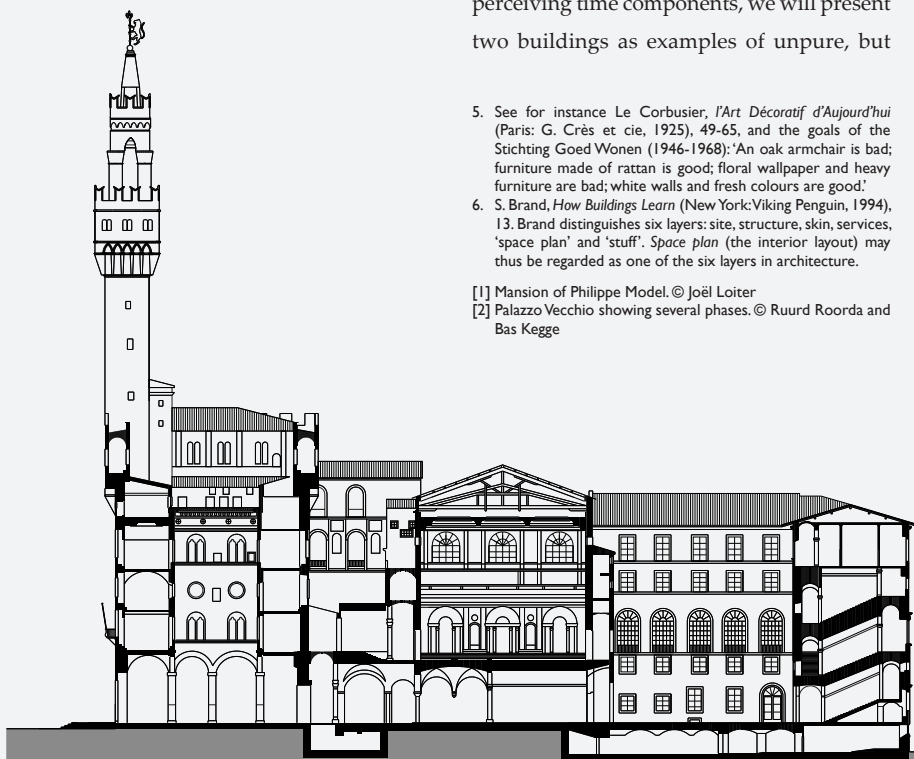 perceiving time components, we will present
two buildings as examples of unpure, but
5. See for instance Le Corbusier, l'Art Décoratif d'Aujourd'hui
(Paris: G. Crès et cie, 1925), 49-65, and the goals of the
Stichting Goed Wonen (1946-1968): 'An oak armchair is bad;
furniture made of rattan is good; floral wallpaper and heavy
furniture are bad; white walls and fresh colours are good.'
6. S. Brand, How Buildings Learn (New York: Viking Penguin, 1994),
13. Brand distinguishes six layers: site, structure, skin, services,
'space plan' and 'stuff'. Space plan (the interior layout) may
thus be regarded as one of the six layers in architecture.
[1] Mansion of Philippe Model. © Joël Loiter
[2] Palazzo Vecchio showing several phases. © Ruurd Roorda and
Bas Kegge